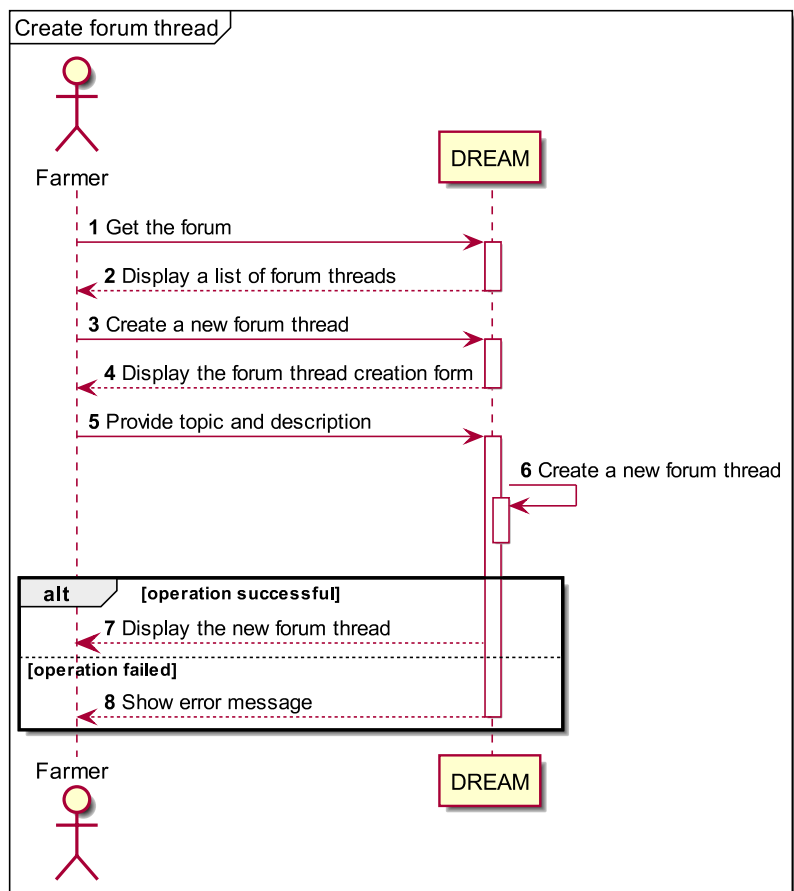 Create forum thread
Farmer
DREAM
1 Get the forum
2 Display a list of forum threads
3 Create a new forum thread
4 Display the forum thread creation form
5 Provide topic and description
6 Create a new forum thread
alt [operation successful]
7 Display the new forum thread
[operation failed]
8 Show error message
Farmer
DREAM